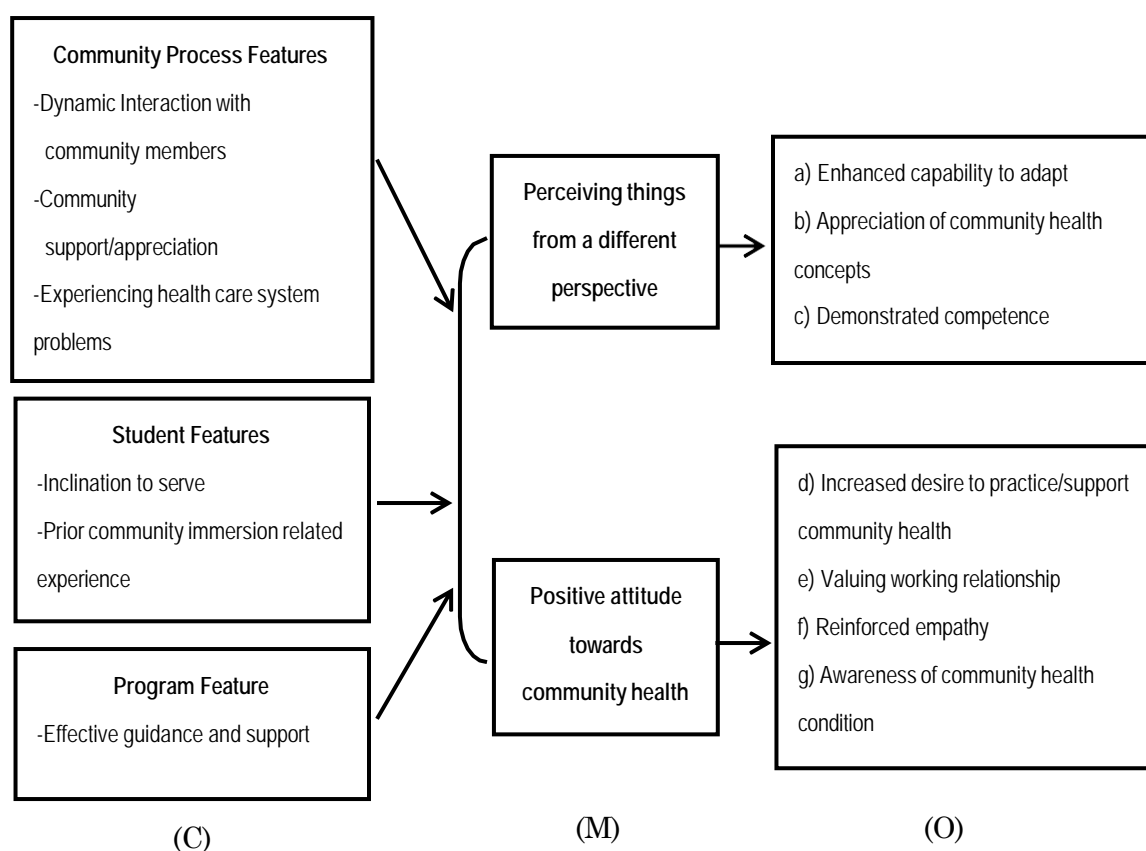 Community Process Features
-Dynamic Interaction with
community members
-Community
support/appreciation
-Experiencing health care system
problems
Student Features
-Inclination to serve
-Prior community immersion related
experience
Program Feature
-Effective guidance and support
(C)
Perceiving things
from a different
perspective
Positive attitude
towards
community health
(M)
a) Enhanced capability to adapt
b) Appreciation of community health
concepts
c) Demonstrated competence
d) Increased desire to practice/support
community health
e) Valuing working relationship
f) Reinforced empathy
g) Awareness of community health
condition
(O)